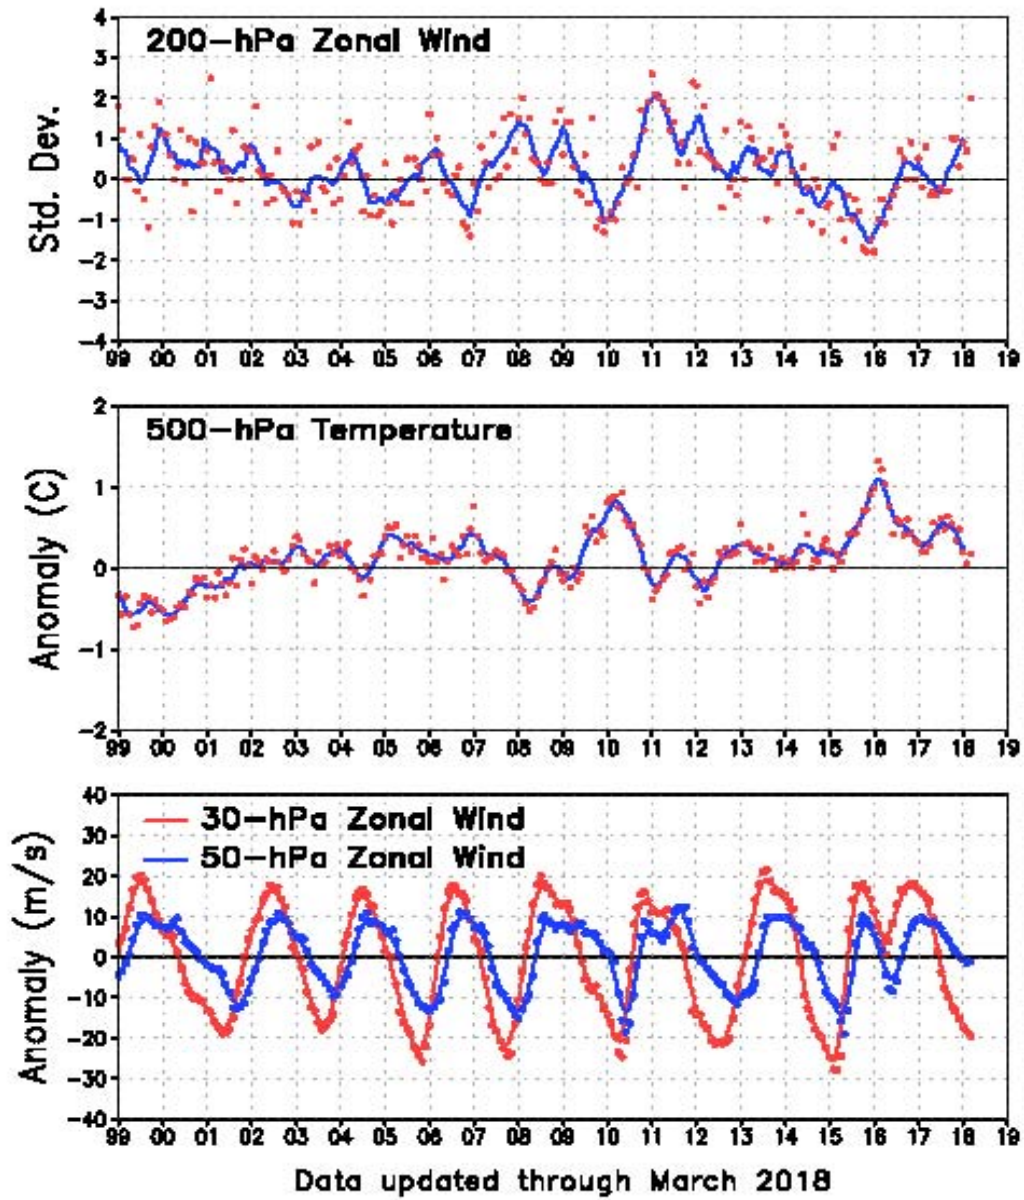 200-hPa Zonal Wind
Std. Dev.
4
3
2
1
0
-1
-2
-3
-4
99 00 01 02 03 04 05 06 07 08 09 10 11 12 13 14 15 16 17 18 19
500-hPa Temperature
Anomaly (C)
2
1
0
-1
-2
99 00 01 02 03 04 05 06 07 08 09 10 11 12 13 14 15 16 17 18 19
30-hPa Zonal Wind
50-hPa Zonal Wind
Anomaly (m/s)
40
30
20
10
0
-10
-20
-30
-40
99 00 01 02 03 04 05 06 07 08 09 10 11 12 13 14 15 16 17 18 19
Data updated through March 2018